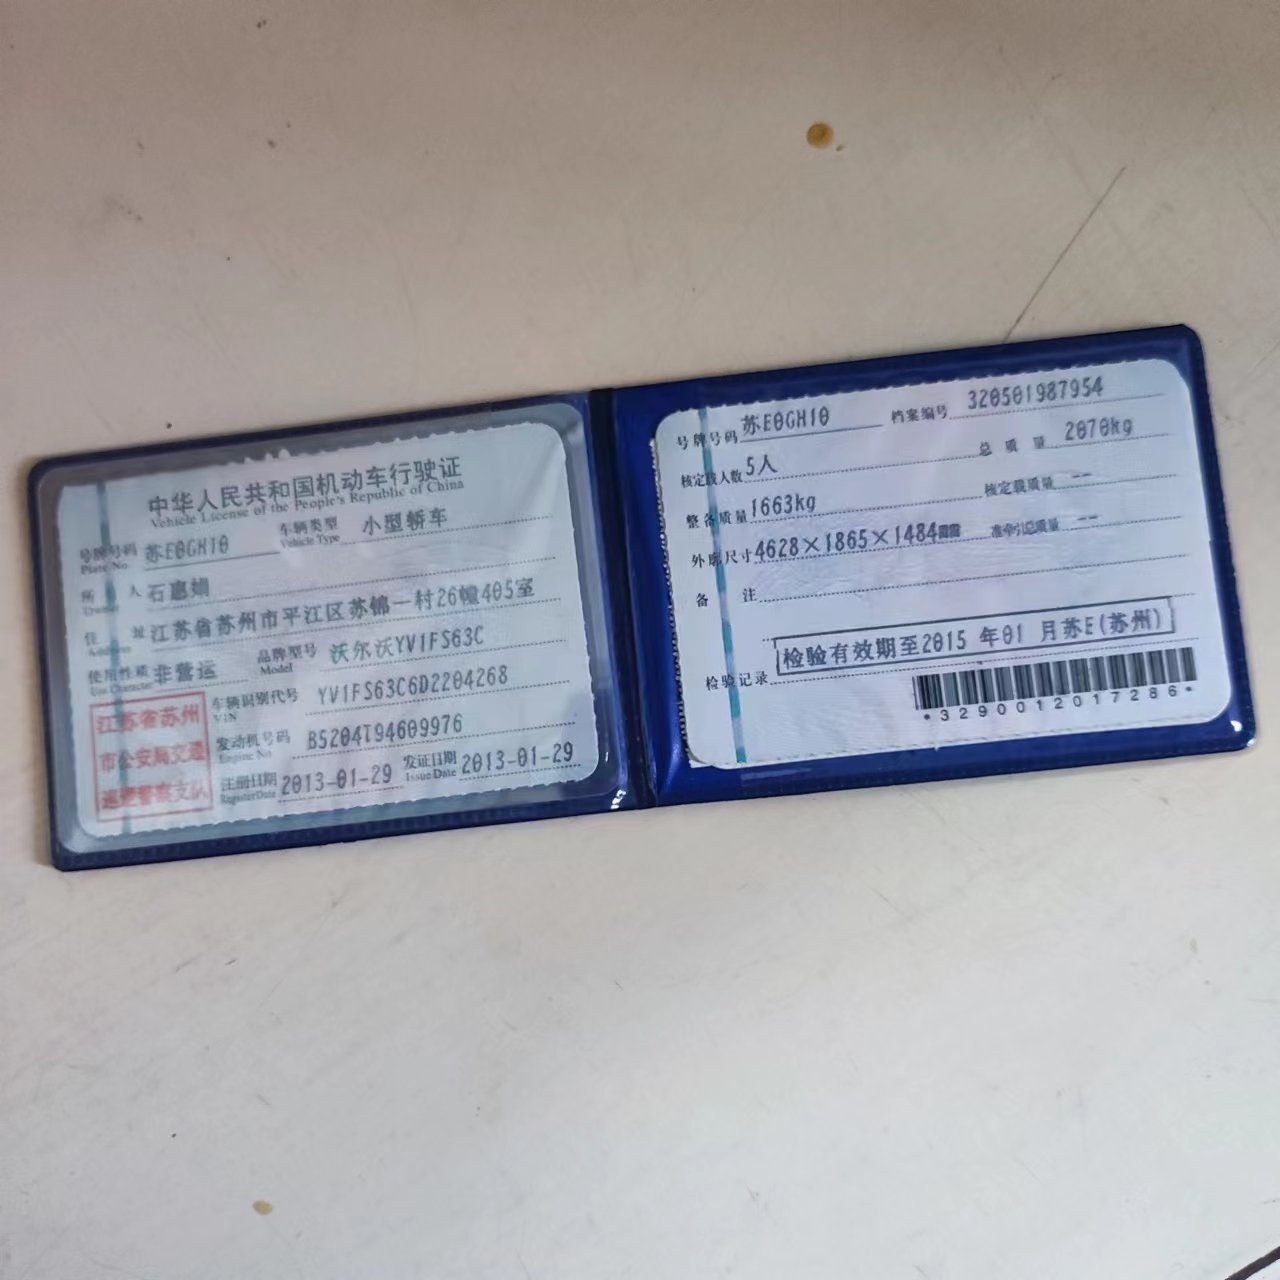 中华人民共和国机动车行驶证
Vehicle License of the People's Republic of China
号牌号码 苏E0GH10 车辆类型 小型轿车
Plate No. Vehicle Type
所 人 石惠娟
Owner
住 址 江苏省苏州市平江区苏锦一村26幢405室
Address
使用性质 非营运 品牌型号 沃尔沃YV1FS63C
Use Character Model
车辆识别代号 YV1FS63C6D2204268
VIN
发动机号码 B5204T94609976
Engine No.
注册日期 2013-01-29 发证日期 2013-01-29
Register Date Issue Date
江苏省苏州
市公安局交通
巡逻警察支队
号牌号码 苏E0GH10 档案编号 320501987954
核定载人数 5人 总 质 量 2070kg
整备质量 1663kg 核定载质量 --
外廓尺寸 4628×1865×1484 准牵引总质量 --
备 注
检验有效期至2015 年01 月苏E(苏州)
检验记录
*3290012017286*